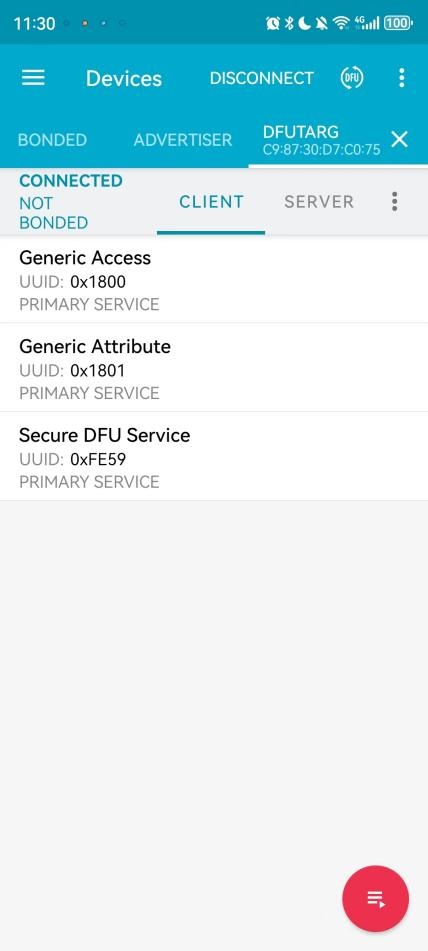 11:30
4G
100
Devices
DISCONNECT
DFU
BONDED
ADVERTISER
DFUTARG
C9:87:30:D7:C0:75
CONNECTED
NOT
BONDED
CLIENT
SERVER
Generic Access
UUID: 0x1800
PRIMARY SERVICE
Generic Attribute
UUID: 0x1801
PRIMARY SERVICE
Secure DFU Service
UUID: 0xFE59
PRIMARY SERVICE